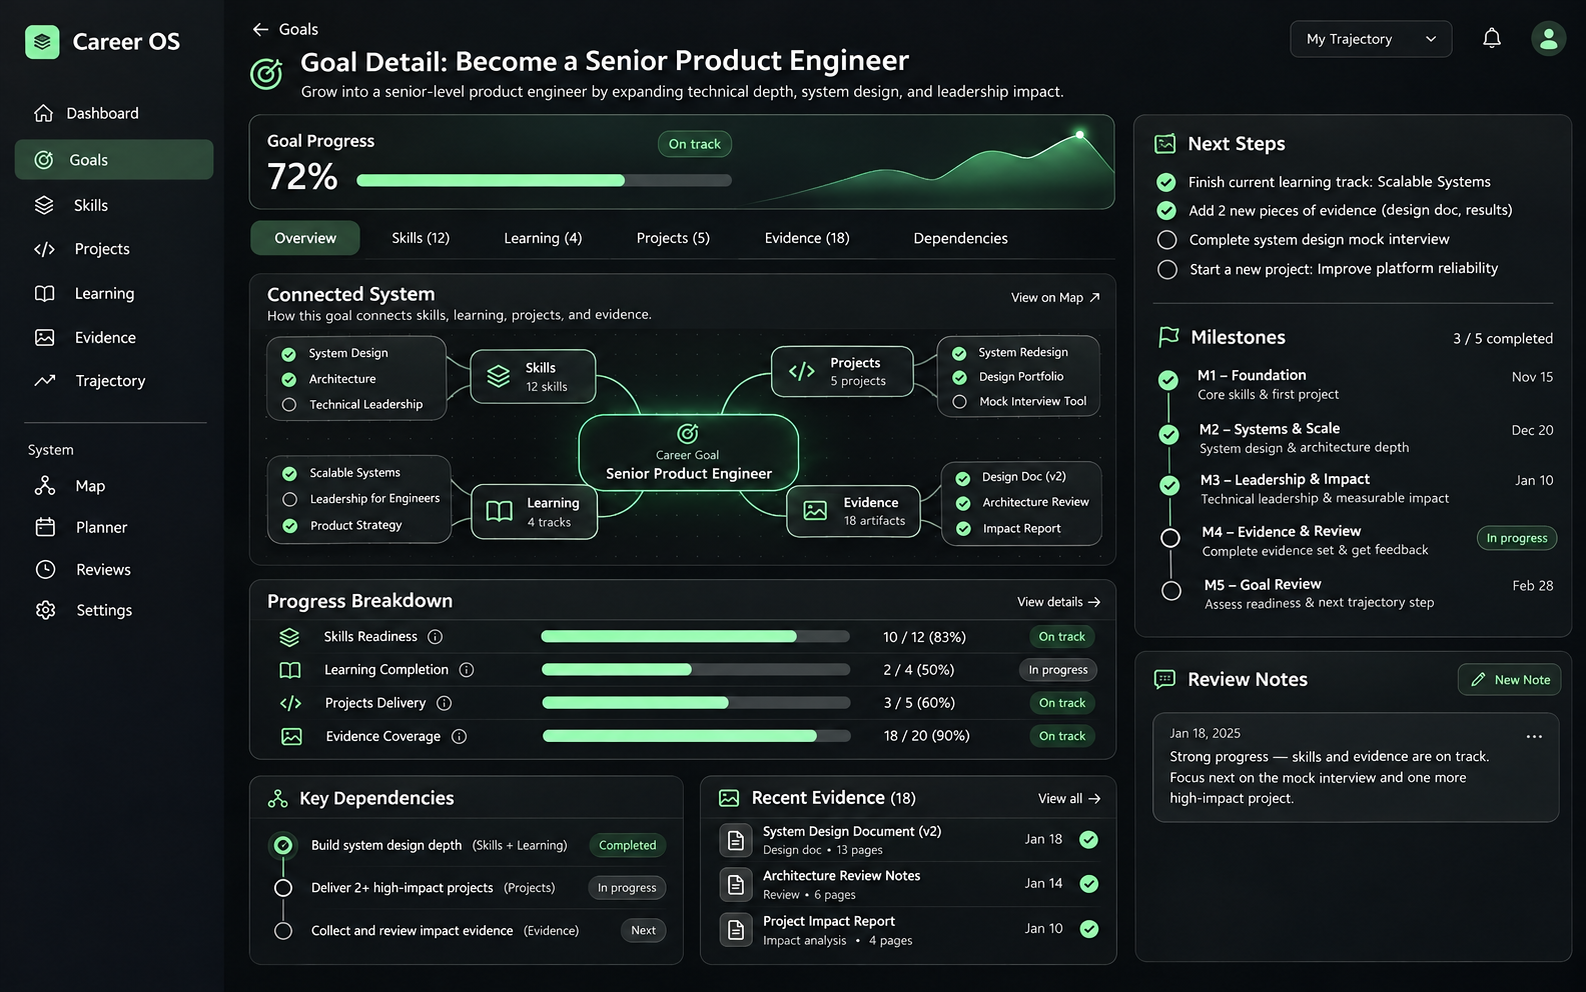 Career OS
Dashboard
Goals
Skills
Projects
Learning
Evidence
Trajectory
System
Map
Planner
Reviews
Settings
Goals
Goal Detail: Become a Senior Product Engineer
Grow into a senior-level product engineer by expanding technical depth, system design, and leadership impact.
My Trajectory
Goal Progress
On track
72%
Overview
Skills (12)
Learning (4)
Projects (5)
Evidence (18)
Dependencies
Connected System
How this goal connects skills, learning, projects, and evidence.
View on Map ↗
System Design
Architecture
Technical Leadership
Skills
12 skills
Projects
5 projects
System Redesign
Design Portfolio
Mock Interview Tool
Career Goal
Senior Product Engineer
Scalable Systems
Leadership for Engineers
Product Strategy
Learning
4 tracks
Evidence
18 artifacts
Design Doc (v2)
Architecture Review
Impact Report
Progress Breakdown
View details →
Skills Readiness
10 / 12 (83%)
On track
Learning Completion
2 / 4 (50%)
In progress
Projects Delivery
3 / 5 (60%)
On track
Evidence Coverage
18 / 20 (90%)
On track
Key Dependencies
Build system design depth (Skills + Learning)
Completed
Deliver 2+ high-impact projects (Projects)
In progress
Collect and review impact evidence (Evidence)
Next
Recent Evidence (18)
View all →
System Design Document (v2)
Design doc • 13 pages
Jan 18
Architecture Review Notes
Review • 6 pages
Jan 14
Project Impact Report
Impact analysis • 4 pages
Jan 10
Next Steps
Finish current learning track: Scalable Systems
Add 2 new pieces of evidence (design doc, results)
Complete system design mock interview
Start a new project: Improve platform reliability
Milestones
3 / 5 completed
M1 – Foundation
Core skills & first project
Nov 15
M2 – Systems & Scale
System design & architecture depth
Dec 20
M3 – Leadership & Impact
Technical leadership & measurable impact
Jan 10
M4 – Evidence & Review
Complete evidence set & get feedback
In progress
M5 – Goal Review
Assess readiness & next trajectory step
Feb 28
Review Notes
New Note
Jan 18, 2025
Strong progress — skills and evidence are on track.
Focus next on the mock interview and one more
high-impact project.